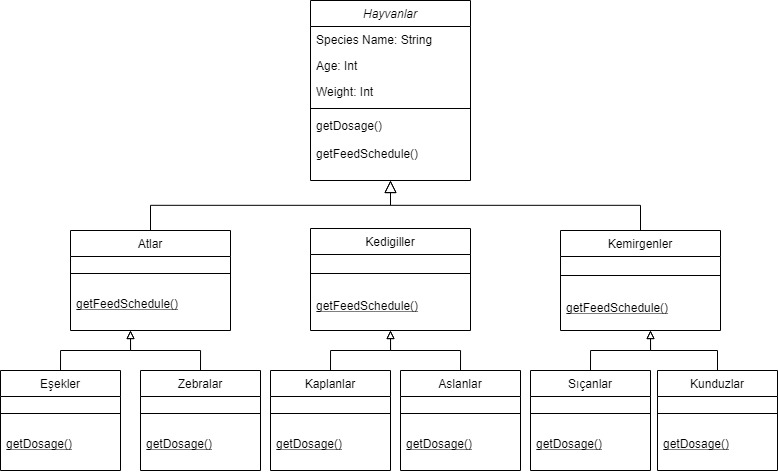 Hayvanlar
Species Name: String
Age: Int
Weight: Int
getDosage()
getFeedSchedule()
Atlar
getFeedSchedule()
Kedigiller
getFeedSchedule()
Kemirgenler
getFeedSchedule()
Eşekler
getDosage()
Zebralar
getDosage()
Kaplanlar
getDosage()
Aslanlar
getDosage()
Sıçanlar
getDosage()
Kunduzlar
getDosage()